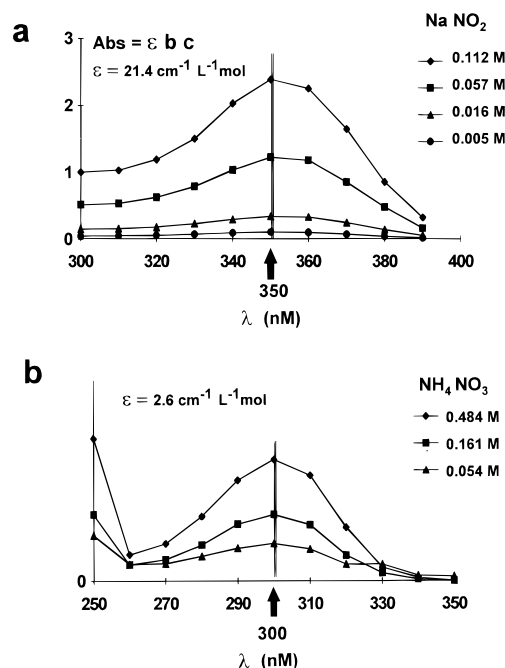 a
Na NO₂
Abs = ε b c
ε = 21.4 cm⁻¹ L⁻¹mol
0.112 M
0.057 M
0.016 M
0.005 M
3
2
1
0
300 320 340 360 380 400
350
λ (nM)
b
NH₄ NO₃
ε = 2.6 cm⁻¹ L⁻¹mol
0.484 M
0.161 M
0.054 M
0
250 270 290 310 330 350
300
λ (nM)